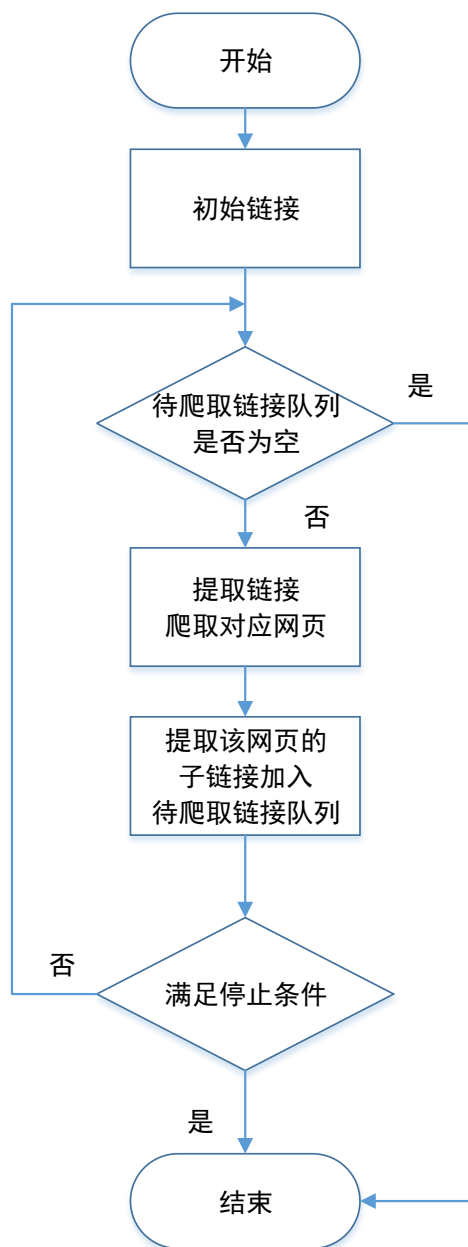 开始
初始链接
待爬取链接队列
是否为空
是
否
提取链接
爬取对应网页
提取该网页的
子链接加入
待爬取链接队列
否
满足停止条件
是
结束